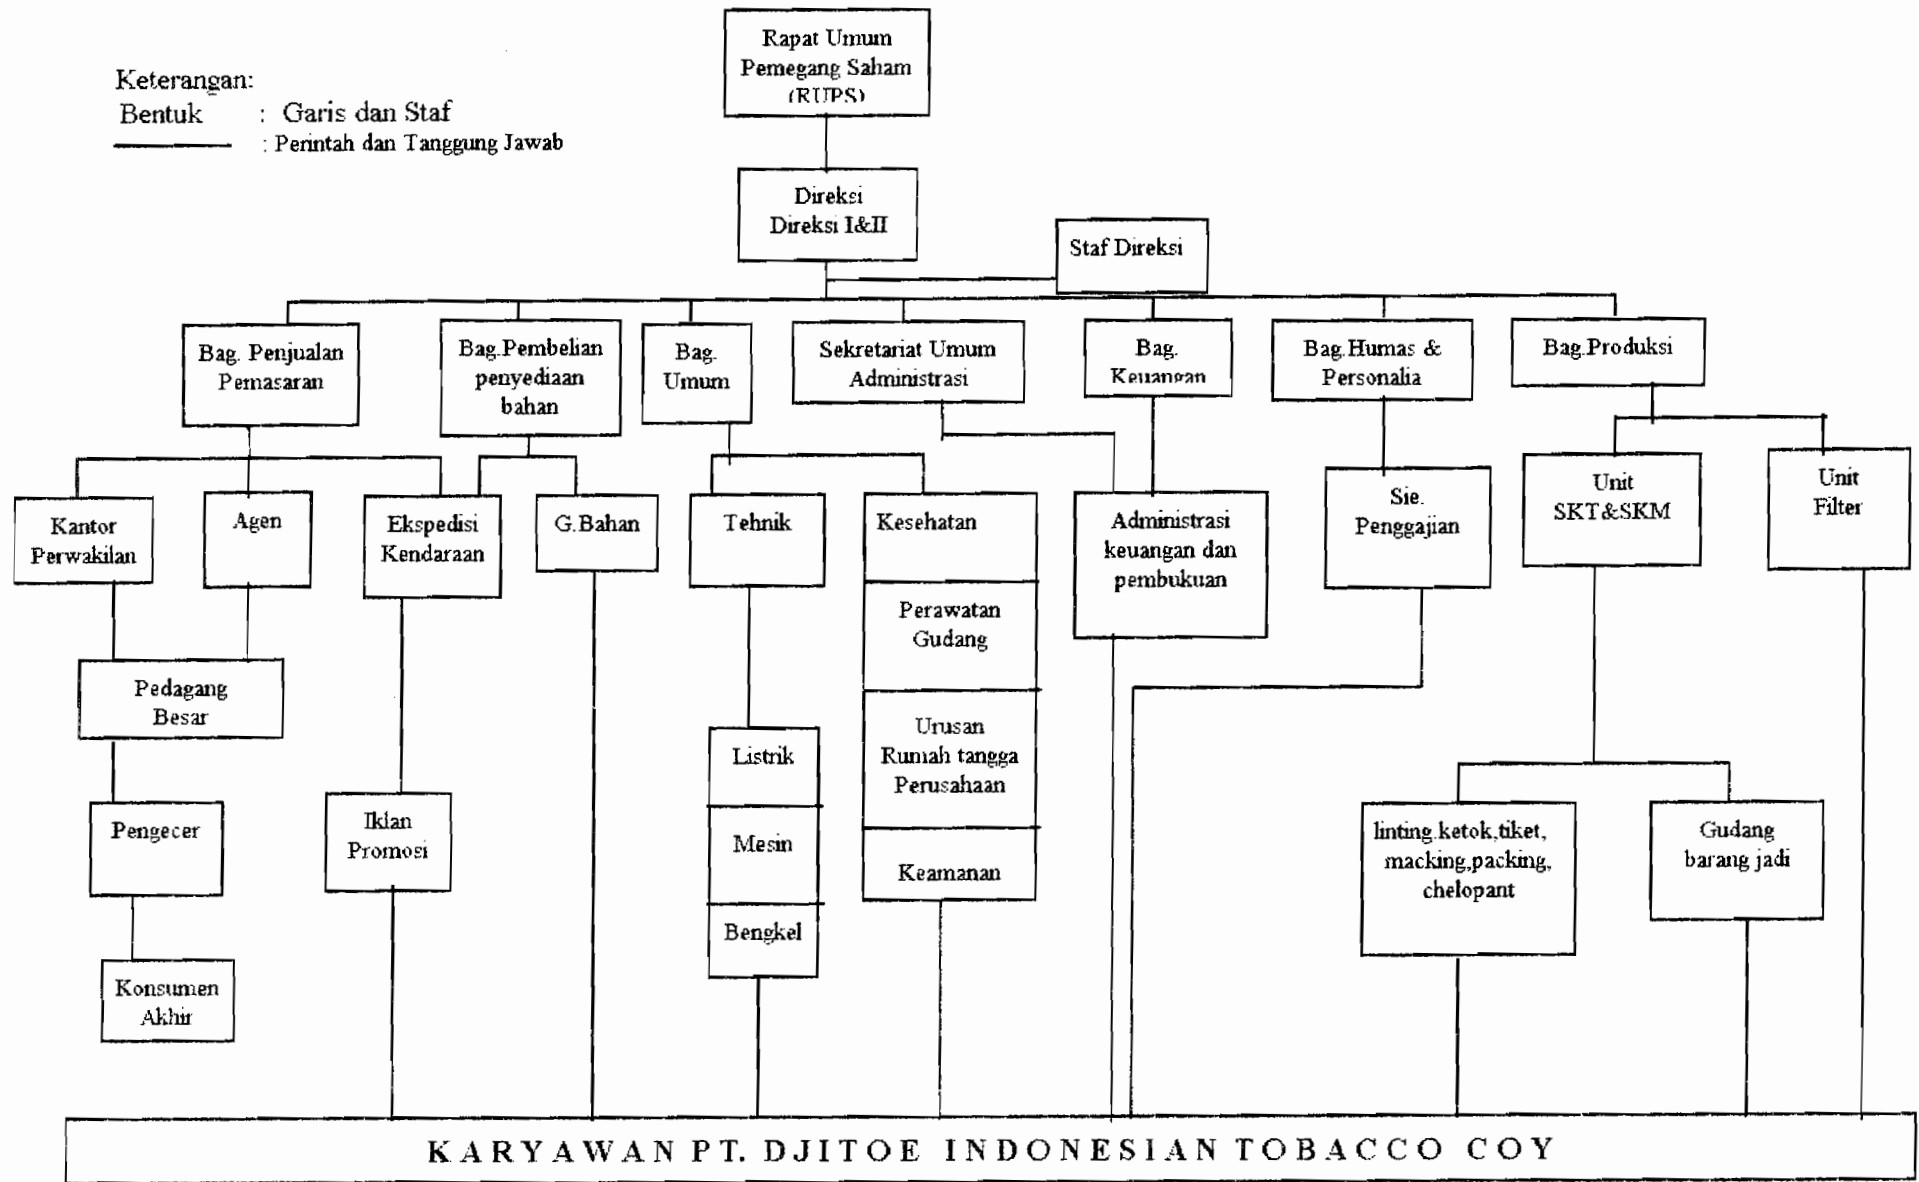 Rapat Umum
Pemegang Saham
(RUPS)
Keterangan:
Bentuk : Garis dan Staf
: Perintah dan Tanggung Jawab
Direksi
Direksi I&II
Staf Direksi
Bag. Penjualan
Pemasaran
Bag.Pembelian
penyediaan
bahan
Bag.
Umum
Sekretariat Umum
Administrasi
Bag.
Keuangan
Bag.Humas &
Personalia
Bag.Produksi
Kantor
Perwakilan
Agen
Ekspedisi
Kendaraan
G.Bahan
Tehnik
Kesehatan
Administrasi
keuangan dan
pembukuan
Sie.
Penggajian
Unit
SKT&SKM
Unit
Filter
Perawatan
Gudang
Pedagang
Besar
Urusan
Rumah tangga
Perusahaan
Listrik
Mesin
Bengkel
Keamanan
Pengecer
Iklan
Promosi
linting.ketok,tiket,
macking,packing,
chelopant
Gudang
barang jadi
Konsumen
Akhir
KARYAWAN PT. DJITOE INDONESIAN TOBACCO COY